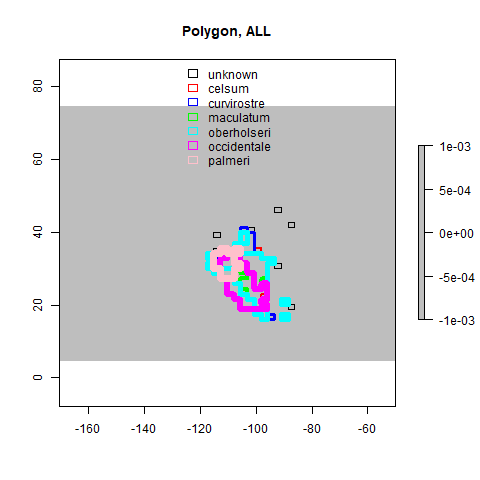 Polygon, ALL
unknown
celsum
curvirostre
maculatum
oberholseri
occidentale
palmeri
80
60
40
20
0
-160
-140
-120
-100
-80
-60
1e-03
5e-04
0e+00
-5e-04
-1e-03